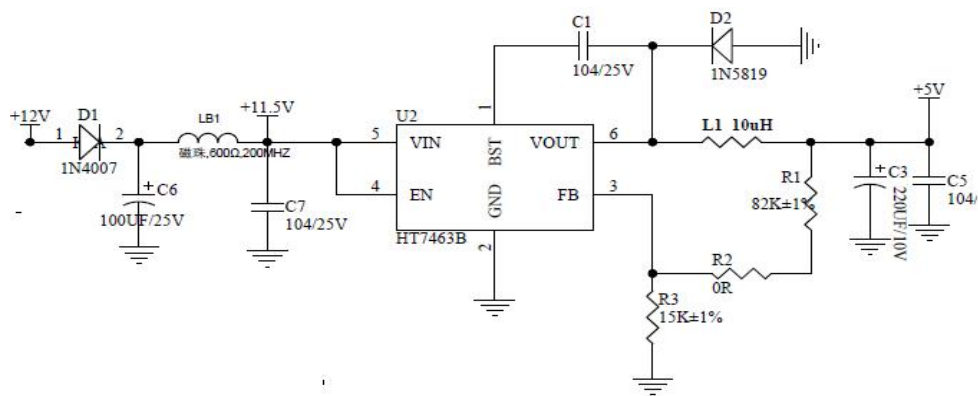 C1
104/25V
D2
1N5819
+12V
1
D1
2
1N4007
LB1
磁珠,600Ω,200MHZ
+11.5V
U2
1
5
VIN
BST
VOUT
6
L1 10uH
+5V
4
EN
GND
FB
3
HT7463B
2
C6
100UF/25V
C7
104/25V
R1
82K±1%
C3
220UF/10V
C5
104/
R2
0R
R3
15K±1%